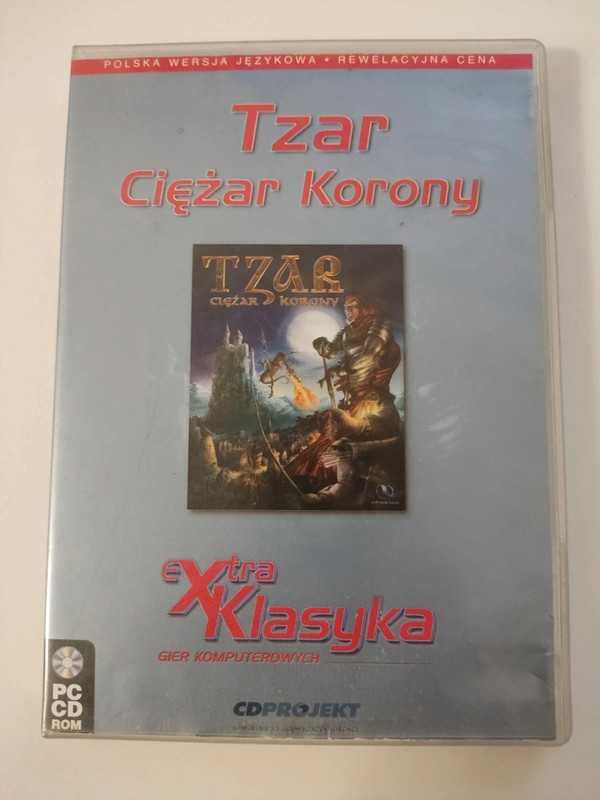 POLSKA WERSJA JĘZYKOWA • REWELACYJNA CENA
Tzar
Ciężar Korony
TZAR
CIĘŻAR KORONY
eXtra
Klasyka
GIER KOMPUTEROWYCH
PC
CD
ROM
CDPROJEKT